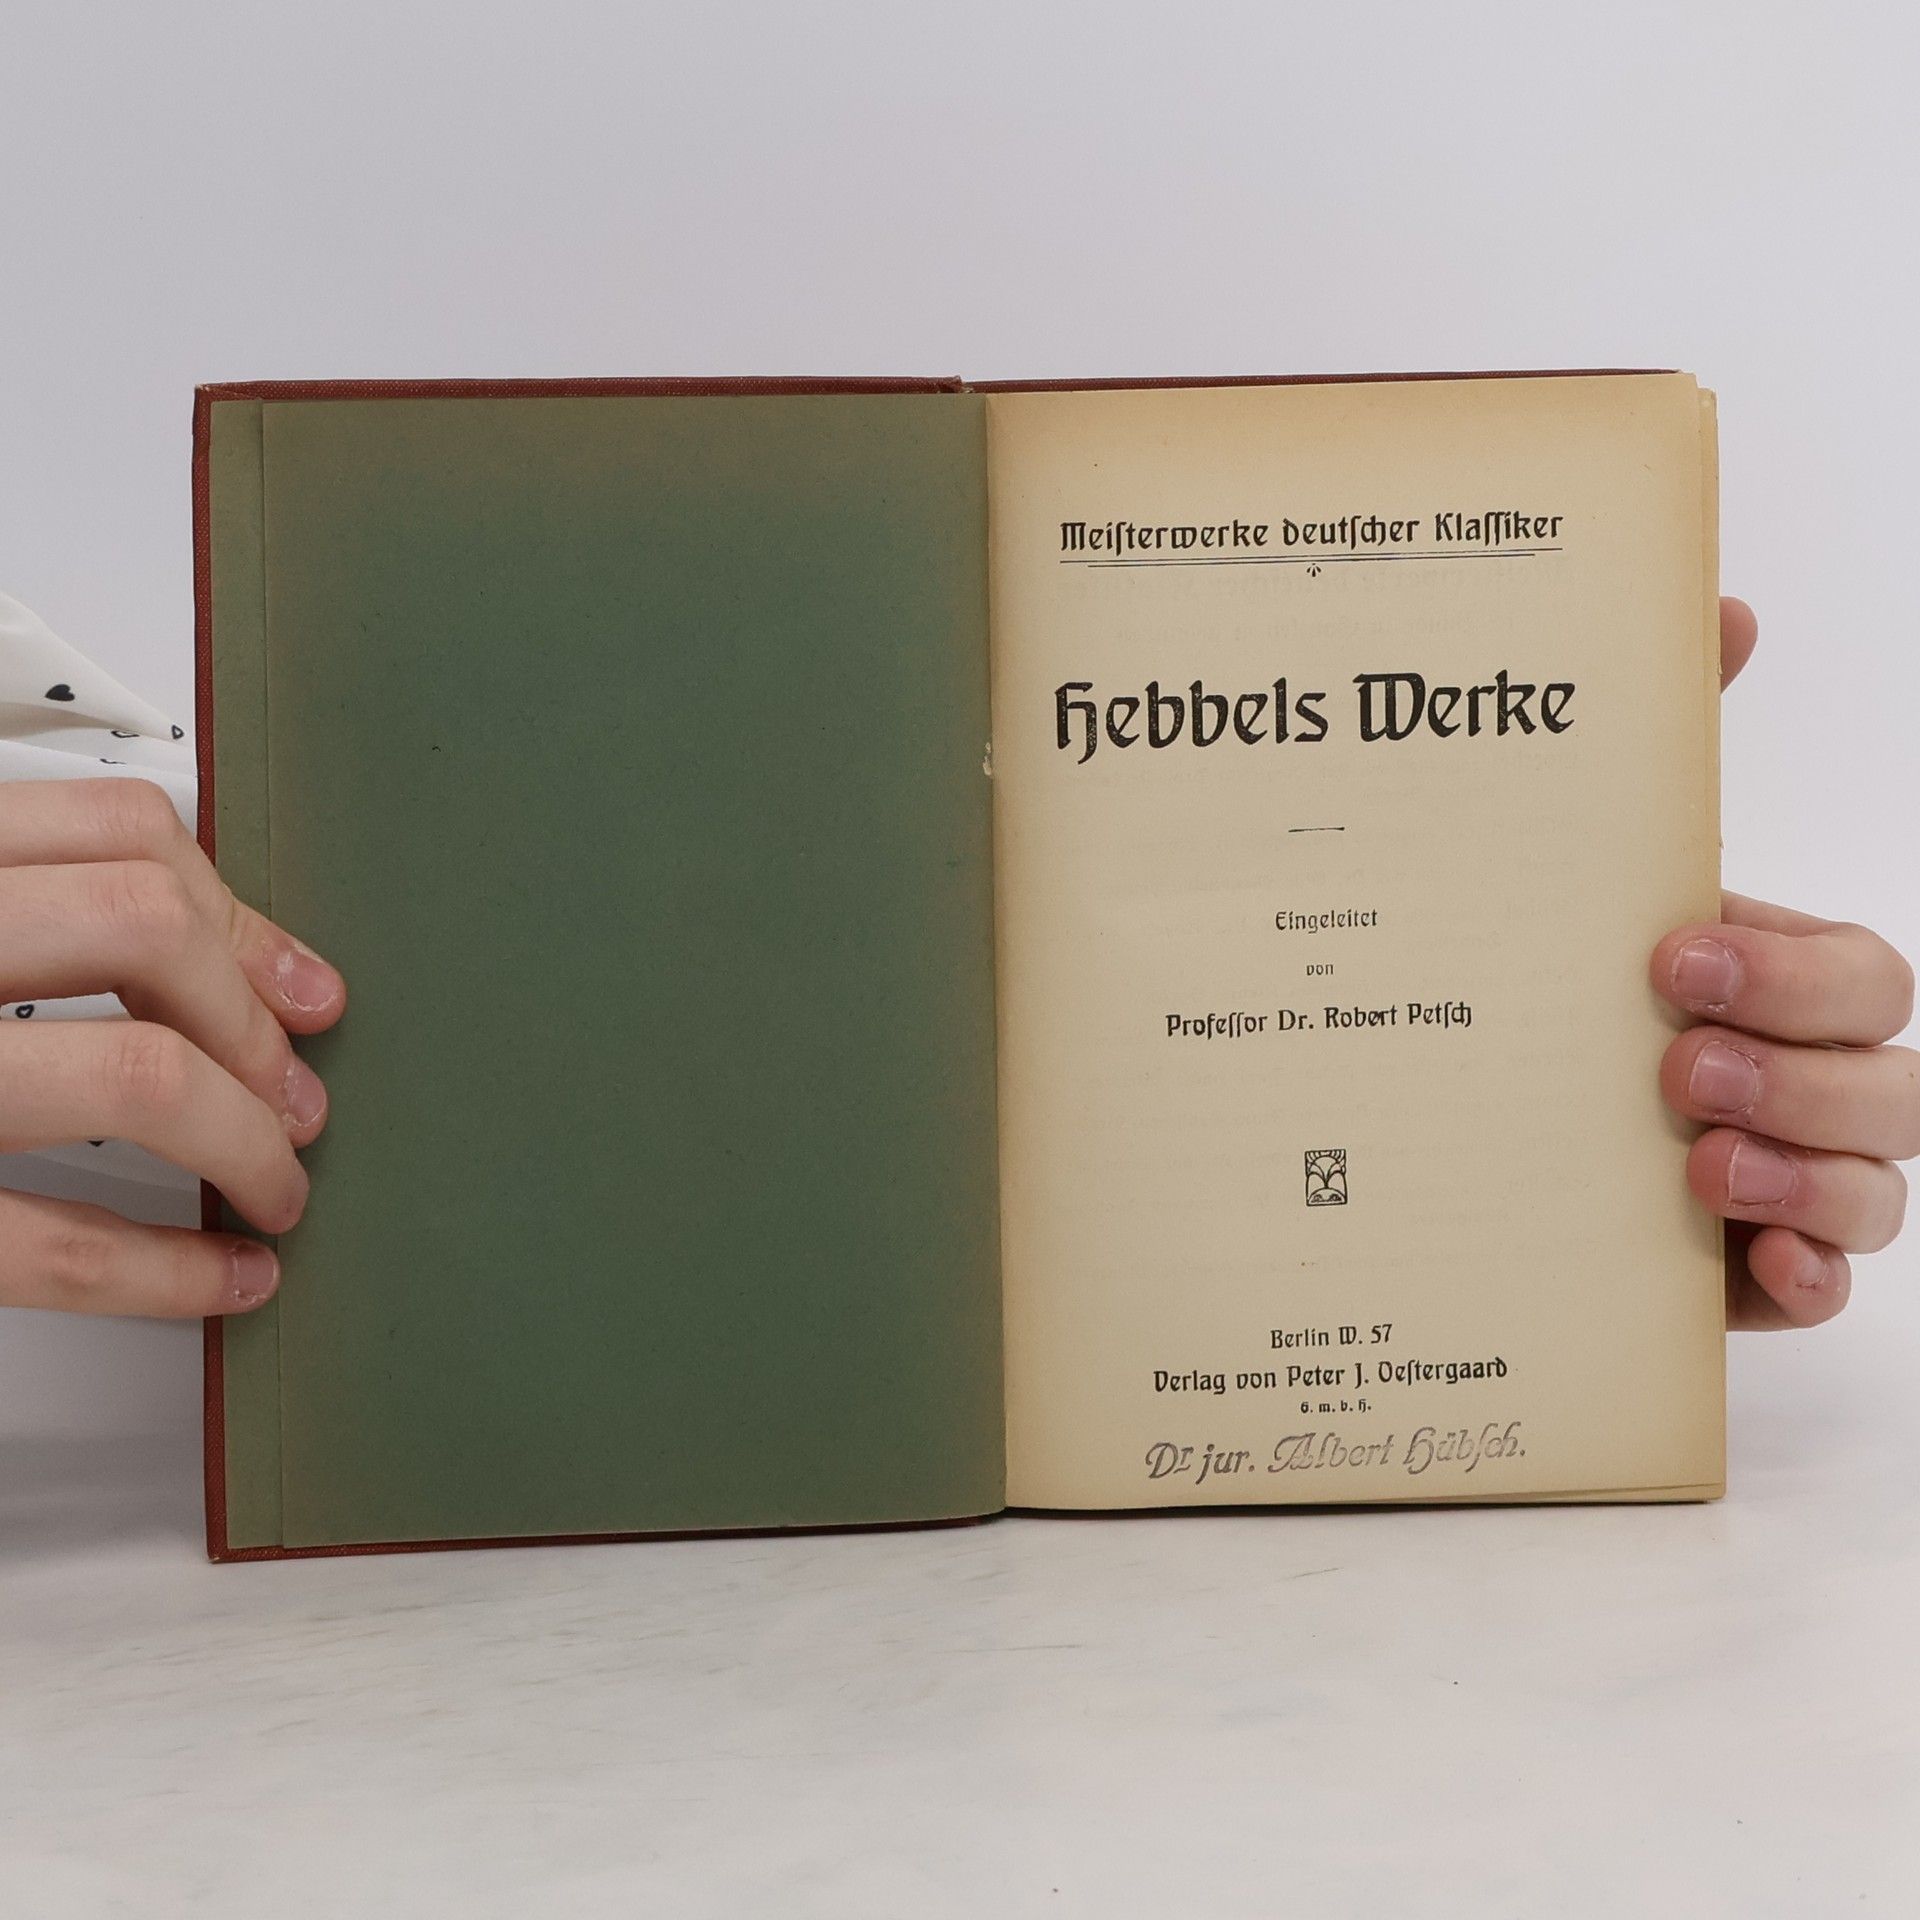 Meiſterwerke deutſcher Klaſſiker
Hebbels Werke
Eingeleitet
von
Profeſſor Dr. Robert Petſch
Berlin W. 57
Verlag von Peter J. Oeſtergaard
G. m. b. H.
Dr jur. Albert Hübſch.